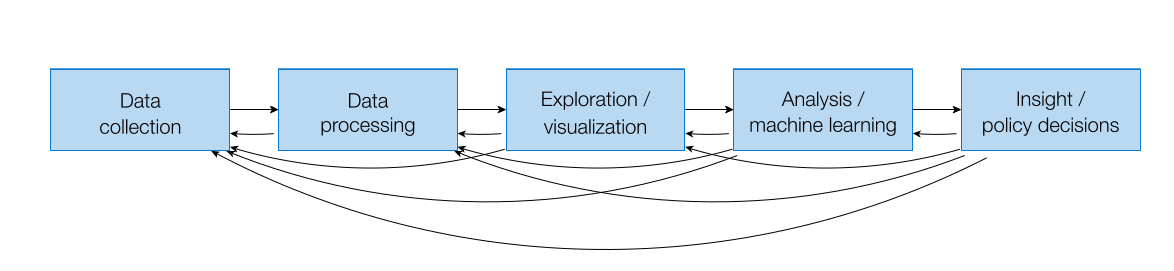 Data
collection
Data
processing
Exploration /
visualization
Analysis /
machine learning
Insight /
policy decisions